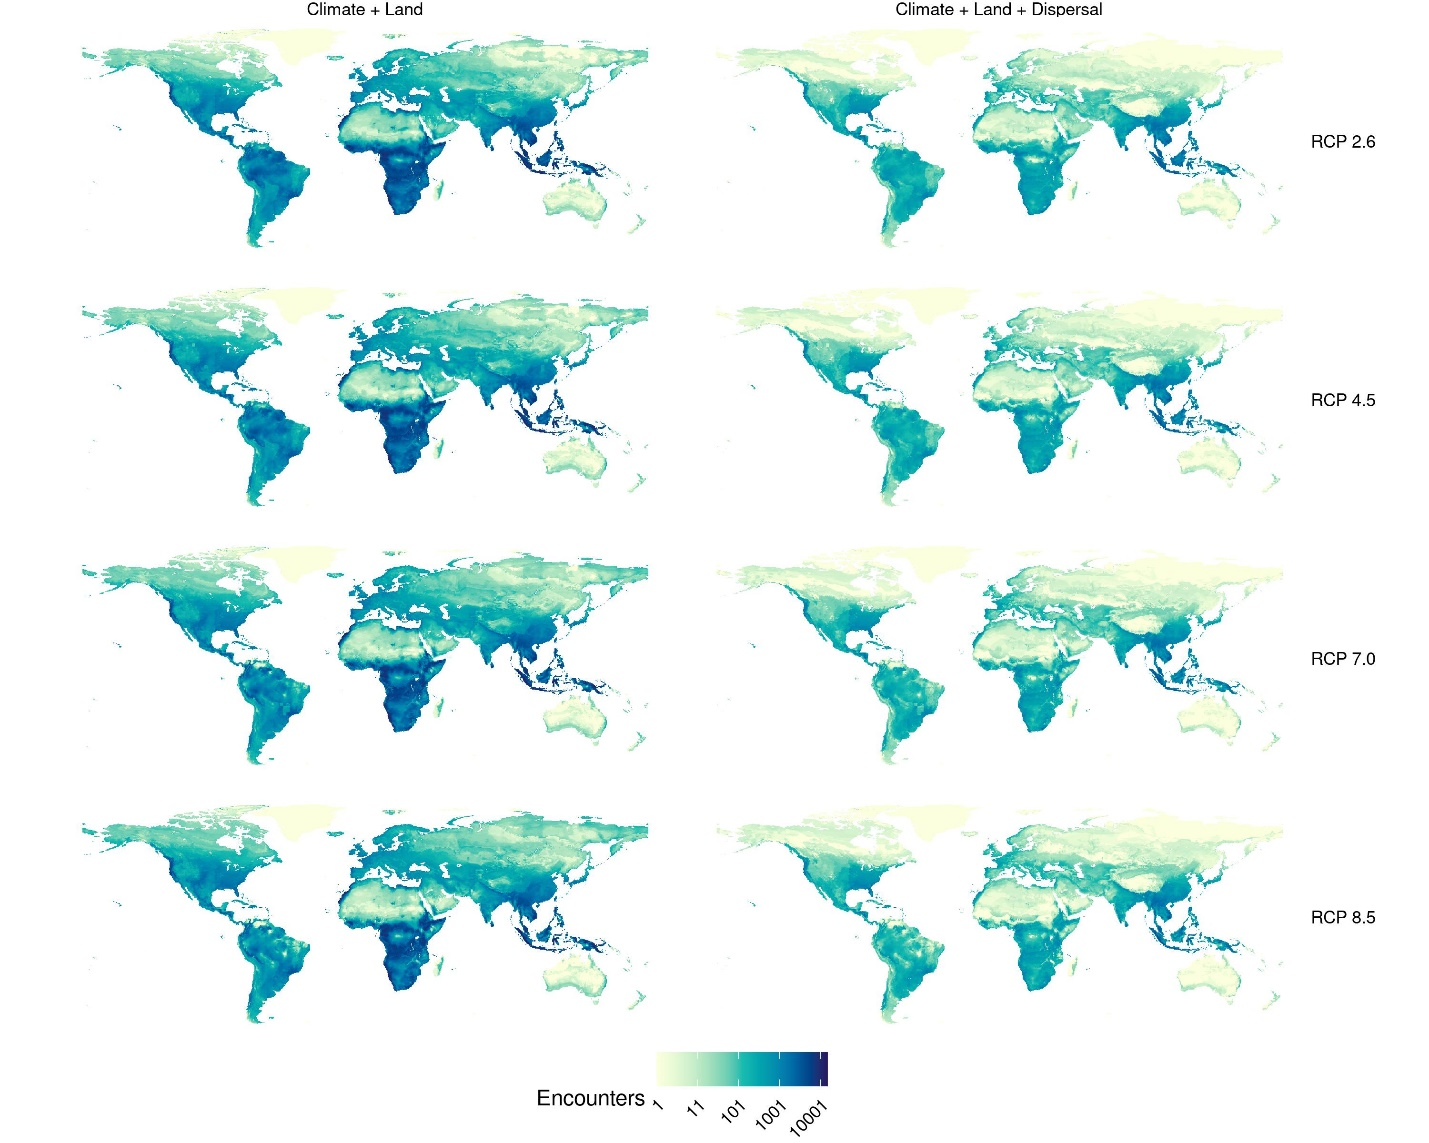 Climate + Land
Climate + Land + Dispersal
RCP 2.6
RCP 4.5
RCP 7.0
RCP 8.5
Encounters
1
11
101
1001
10001